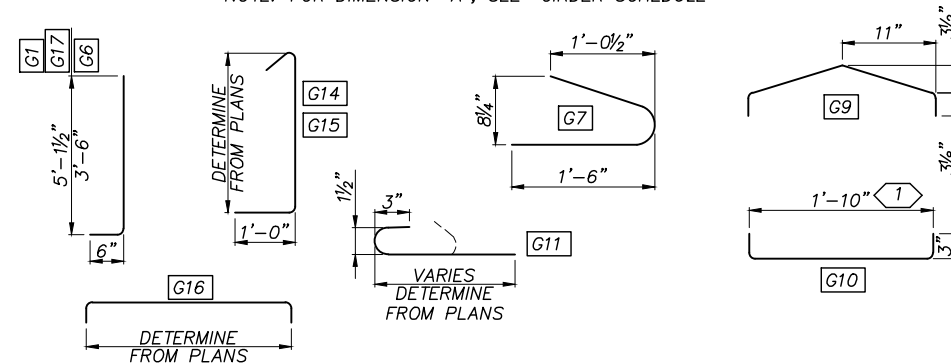 G1
G17
G6
5'-1½"
3'-6"
6"
DETERMINE
FROM PLANS
G14
G15
1'-0"
G16
DETERMINE
FROM PLANS
1½"
3"
G11
VARIES
DETERMINE
FROM PLANS
1'-0½"
8¼"
G7
1'-6"
11"
G9
1'-10"
1
3"
G10